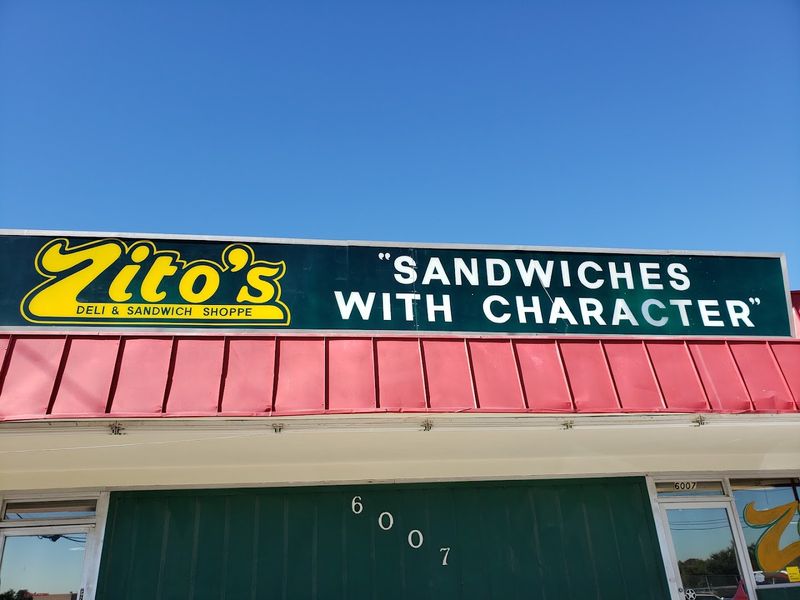 Zito's
DELI & SANDWICH SHOPPE
"SANDWICHES
WITH CHARACTER"
6007
6007